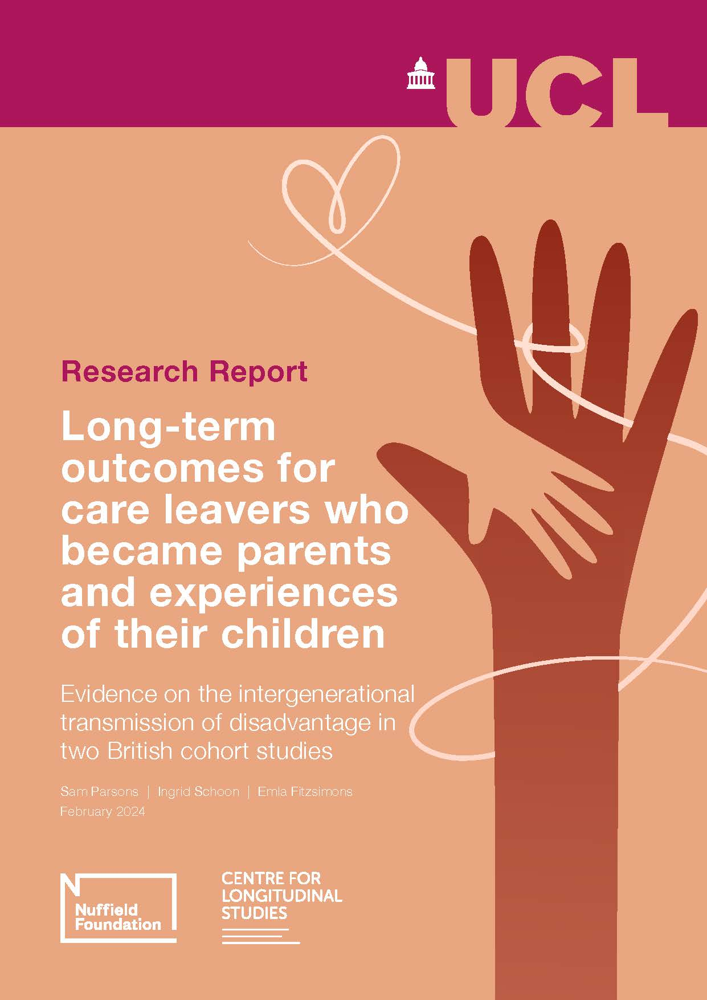 UCL
Research Report
Long-term
outcomes for
care leavers who
became parents
and experiences
of their children
Evidence on the intergenerational
transmission of disadvantage in
two British cohort studies
Sam Parsons | Ingrid Schoon | Emla Fitzsimons
February 2024
Nuffield
Foundation
CENTRE FOR
LONGITUDINAL
STUDIES